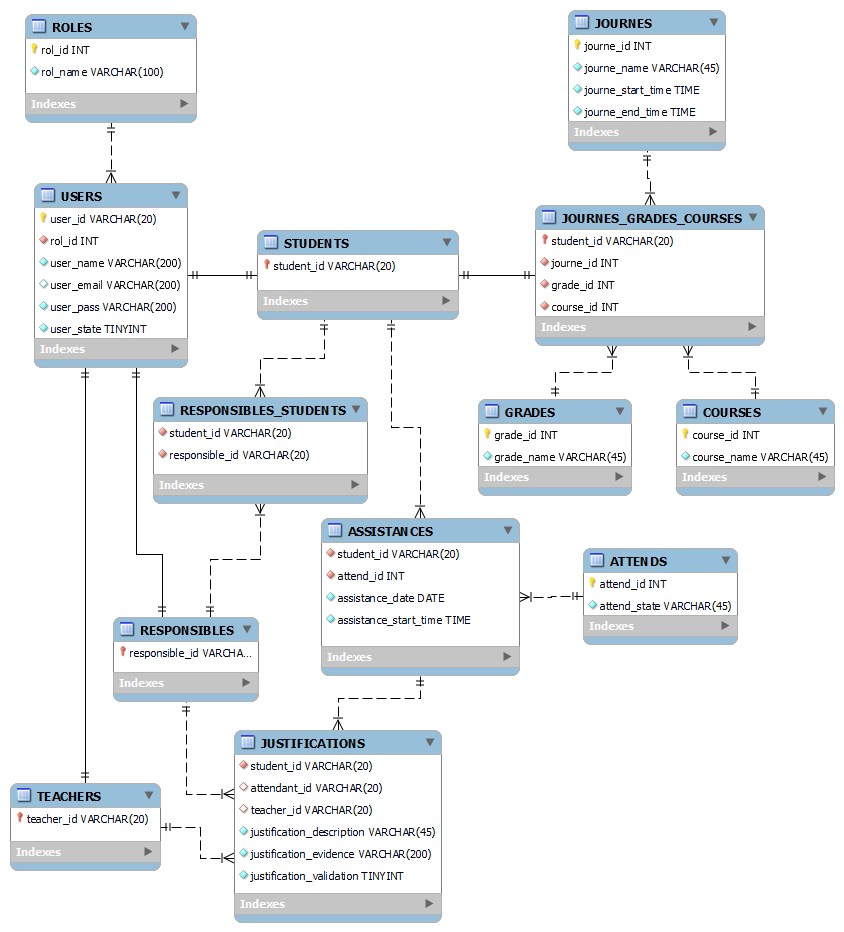 ROLES
rol_id INT
rol_name VARCHAR(100)
Indexes
JOURNES
journe_id INT
journe_name VARCHAR(45)
journe_start_time TIME
journe_end_time TIME
Indexes
USERS
user_id VARCHAR(20)
rol_id INT
user_name VARCHAR(200)
user_email VARCHAR(200)
user_pass VARCHAR(200)
user_state TINYINT
Indexes
STUDENTS
student_id VARCHAR(20)
Indexes
JOURNES_GRADES_COURSES
student_id VARCHAR(20)
journe_id INT
grade_id INT
course_id INT
Indexes
RESPONSIBLES_STUDENTS
student_id VARCHAR(20)
responsible_id VARCHAR(20)
Indexes
GRADES
grade_id INT
grade_name VARCHAR(45)
Indexes
COURSES
course_id INT
course_name VARCHAR(45)
Indexes
ASSISTANCES
student_id VARCHAR(20)
attend_id INT
assistance_date DATE
assistance_start_time TIME
Indexes
ATTENDS
attend_id INT
attend_state VARCHAR(45)
Indexes
RESPONSIBLES
responsible_id VARCHA...
Indexes
JUSTIFICATIONS
student_id VARCHAR(20)
attendant_id VARCHAR(20)
teacher_id VARCHAR(20)
justification_description VARCHAR(45)
justification_evidence VARCHAR(200)
justification_validation TINYINT
Indexes
TEACHERS
teacher_id VARCHAR(20)
Indexes